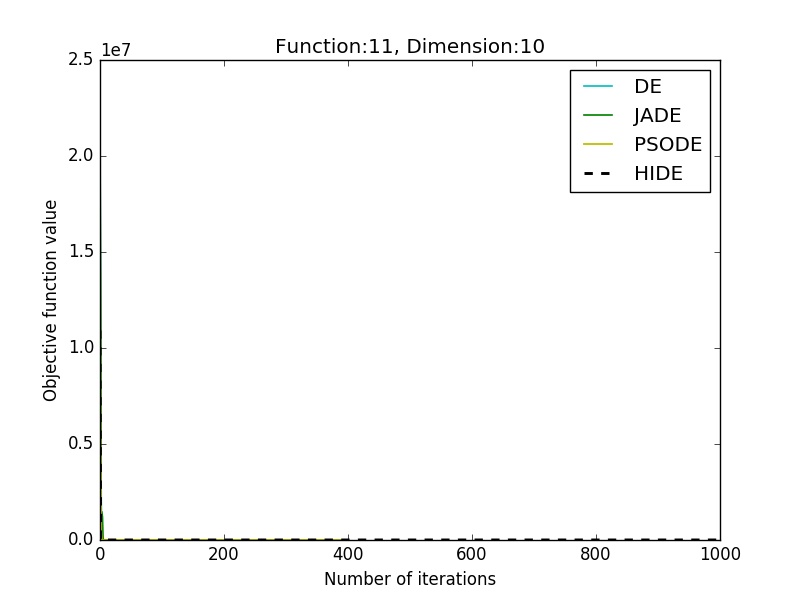 Function:11, Dimension:10
1e7
2.5
2.0
1.5
1.0
0.5
0.0
Objective function value
DE
JADE
PSODE
HIDE
0 200 400 600 800 1000
Number of iterations